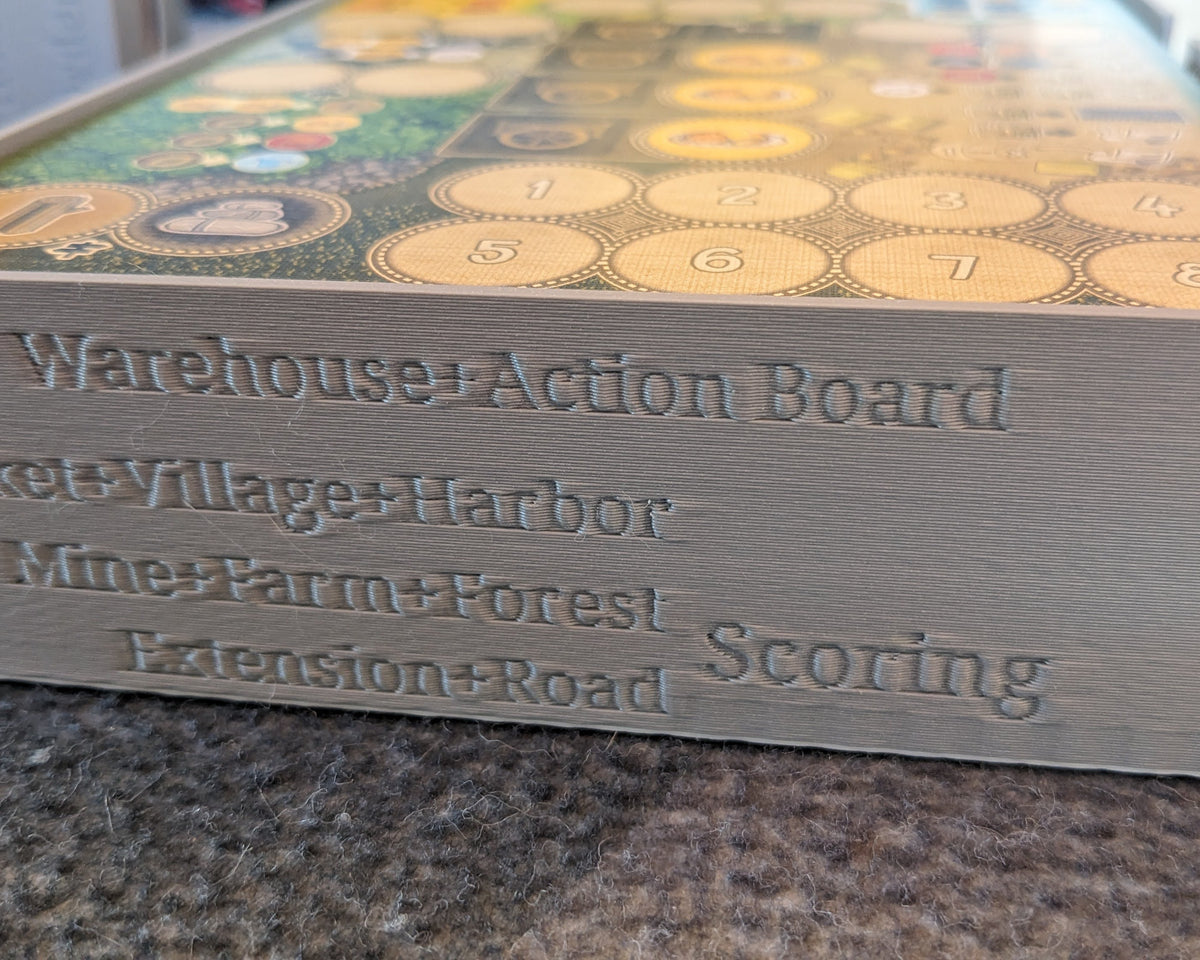 1 2 3 4
5 6 7 8
Warehouse+Action Board
ket+Village+Harbor
Mine+Farm+Forest
Extension+Road
Scoring